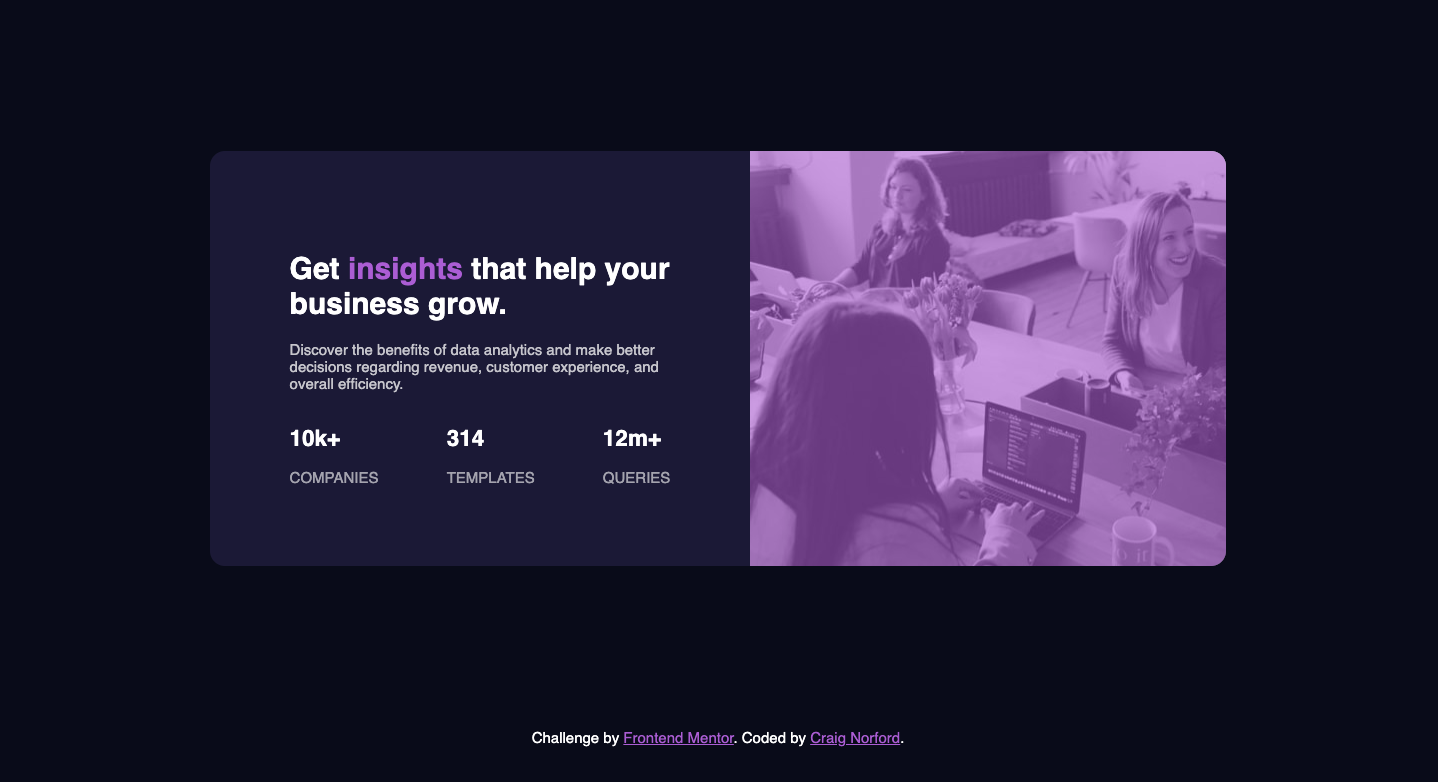 Get insights that help your
business grow.
Discover the benefits of data analytics and make better
decisions regarding revenue, customer experience, and
overall efficiency.
10k+ 314 12m+
COMPANIES TEMPLATES QUERIES
Challenge by Frontend Mentor. Coded by Craig Norford.